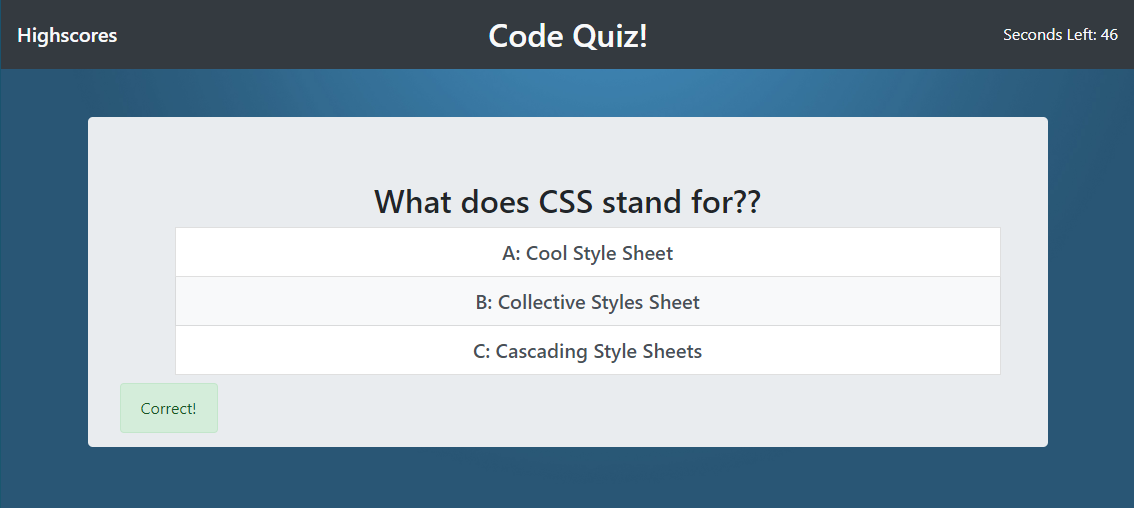 Highscores
Code Quiz!
Seconds Left: 46
What does CSS stand for??
A: Cool Style Sheet
B: Collective Styles Sheet
C: Cascading Style Sheets
Correct!